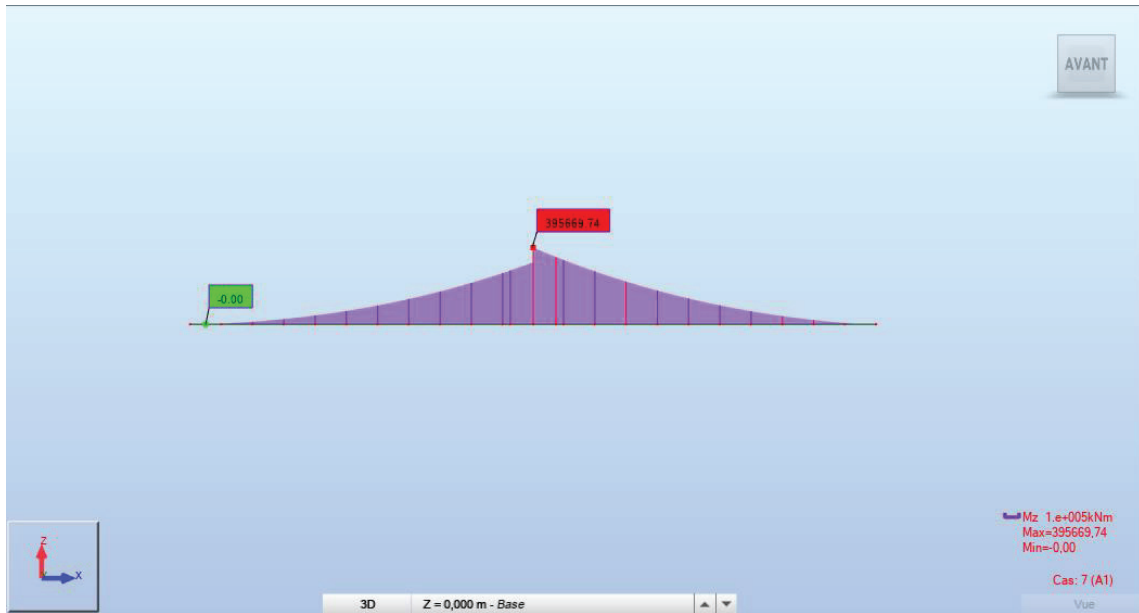 AVANT
395669.74
-0.00
Mz 1.e+005kNm
Max=395669,74
Min=-0,00
Cas: 7 (A1)
Z
X
3D Z = 0,000 m - Base
Vue